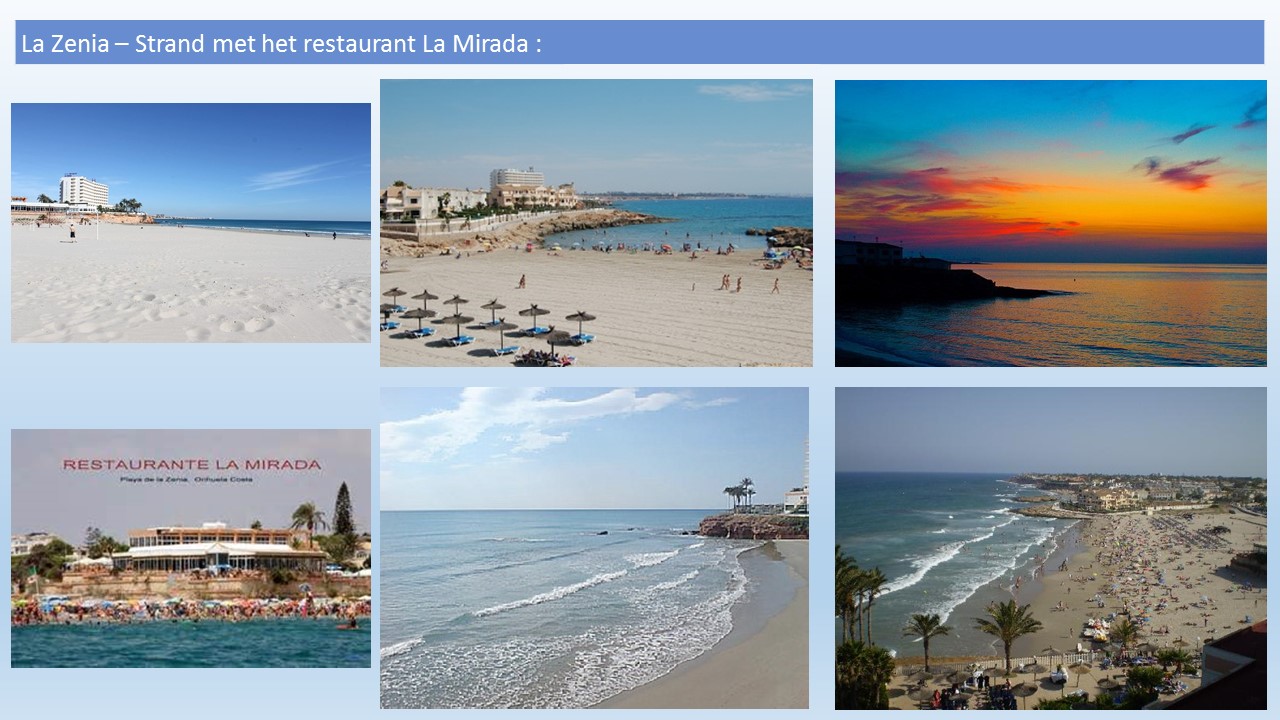 La Zenia – Strand met het restaurant La Mirada :
RESTAURANTE LA MIRADA
Playa de la Zenia. Orihuela Costa